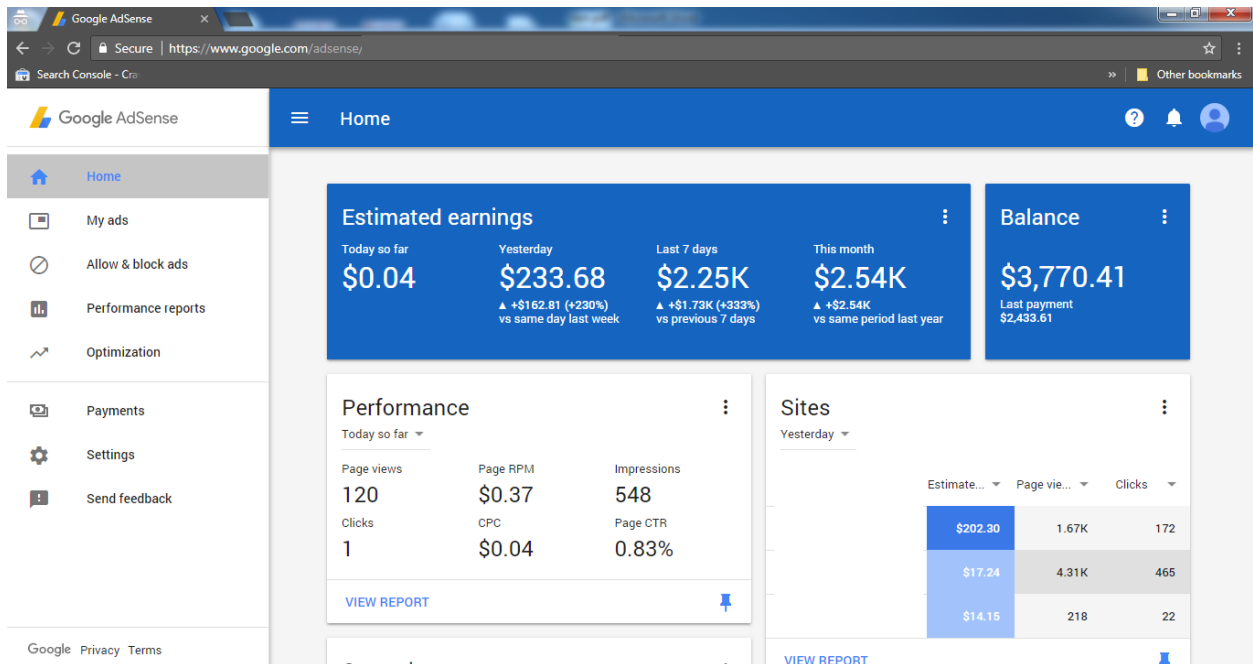 Google AdSense
Secure | https://www.google.com/adsense/
Search Console - Cra
» Other bookmarks
Google AdSense
Home
Home
My ads
Allow & block ads
Performance reports
Optimization
Payments
Settings
Send feedback
Google Privacy Terms
Estimated earnings
Today so far Yesterday Last 7 days This month
$0.04 $233.68 $2.25K $2.54K
▲ +$162.81 (+230%) ▲ +$1.73K (+333%) ▲ +$2.54K
vs same day last week vs previous 7 days vs same period last year
Balance
$3,770.41
Last payment
$2,433.61
Performance
Today so far
Page views Page RPM Impressions
120 $0.37 548
Clicks CPC Page CTR
1 $0.04 0.83%
VIEW REPORT
Sites
Yesterday
Estimate... Page vie... Clicks
$202.30 1.67K 172
$17.24 4.31K 465
$14.15 218 22
VIEW REPORT